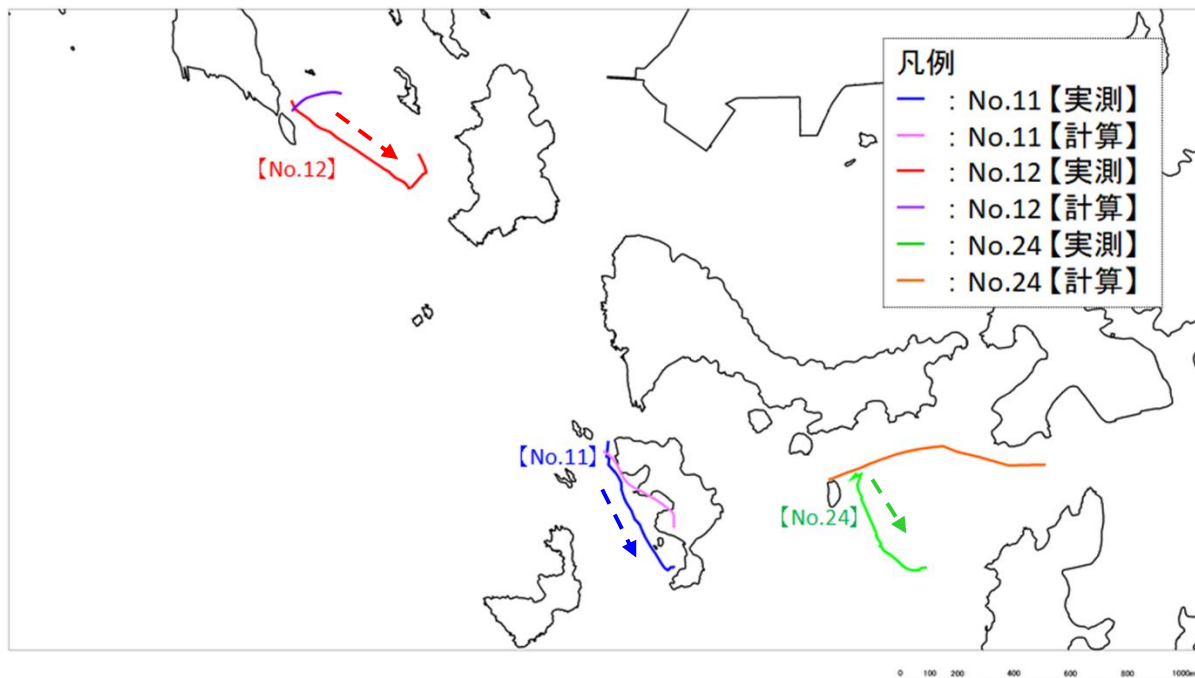 凡例
: No.11【実測】
: No.11【計算】
: No.12【実測】
: No.12【計算】
: No.24【実測】
: No.24【計算】
【No.12】
【No.11】
【No.24】
0 100 200 400 600 800 1000m